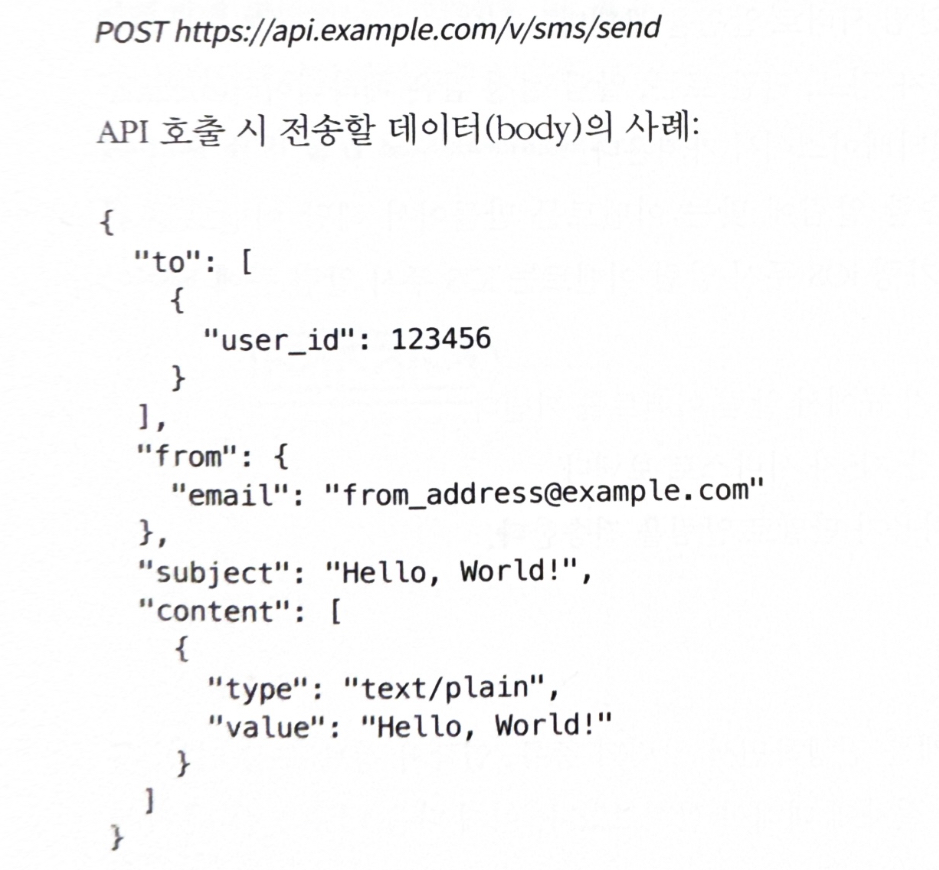 POST https://api.example.com/v/sms/send
API 호출 시 전송할 데이터(body)의 사례:
{
"to": [
{
"user_id": 123456
}
],
"from": {
"email": "from_address@example.com"
},
"subject": "Hello, World!",
"content": [
{
"type": "text/plain",
"value": "Hello, World!"
}
]
}